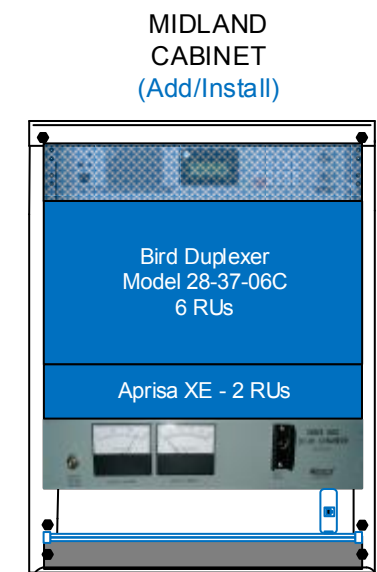 MIDLAND
CABINET
(Add/Install)
Bird Duplexer
Model 28-37-06C
6 RUs
Aprisa XE - 2 RUs